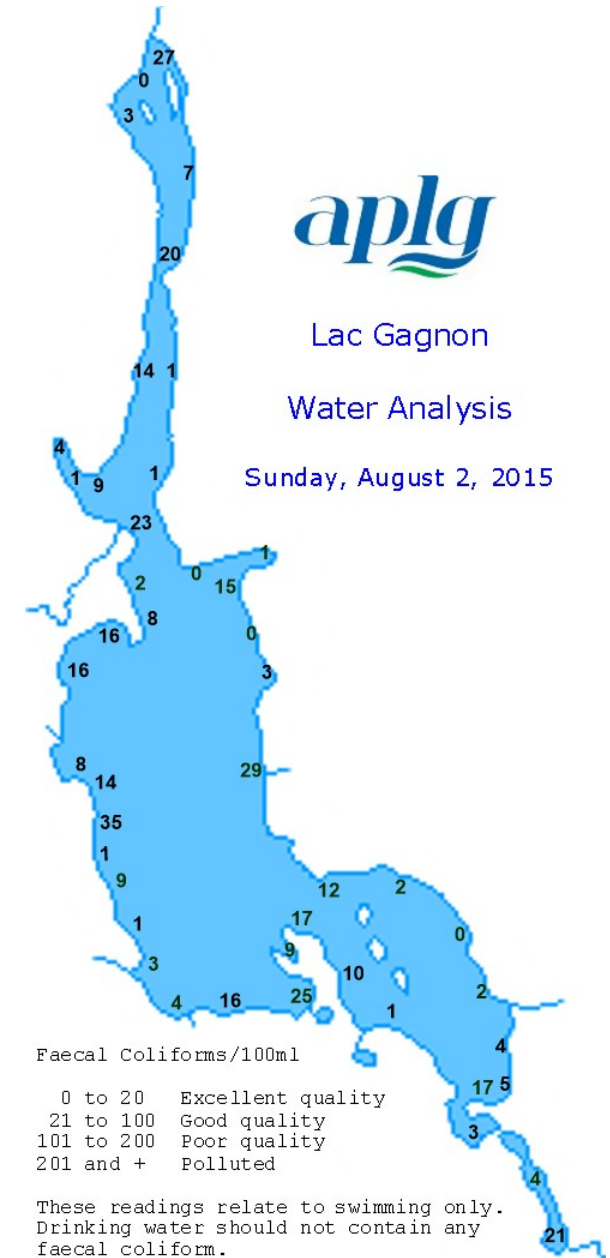 27
0
3
7
20
aplg
Lac Gagnon
14 1
Water Analysis
4
1 9 1
Sunday, August 2, 2015
23
1
0
2 15
8
16 0
16 3
8 29
14
35
1
9 12 2
1 17 0
9
3 10
4 16 25 2
1
Faecal Coliforms/100ml 4
0 to 20 Excellent quality 17 5
21 to 100 Good quality
101 to 200 Poor quality 3
201 and + Polluted
4
These readings relate to swimming only.
Drinking water should not contain any 21
faecal coliform.